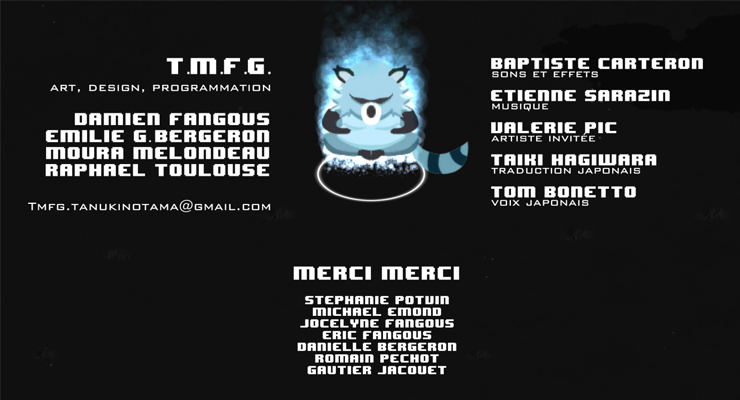 T.M.F.G.
ART, DESIGN, PROGRAMMATION
DAMIEN FANGOUS
EMILIE G.BERGERON
MOURA MELONDEAU
RAPHAEL TOULOUSE
TMFG.TANUKINOTAMA@GMAIL.COM
BAPTISTE CARTERON
SONS ET EFFETS
ETIENNE SARAZIN
MUSIQUE
VALERIE PIC
ARTISTE INVITÉE
TAIKI HAGIWARA
TRADUCTION JAPONAIS
TOM BONETTO
VOIX JAPONAIS
MERCI MERCI
STEPHANIE POTVIN
MICHAEL EMOND
JOCELYNE FANGOUS
ERIC FANGOUS
DANIELLE BERGERON
ROMAIN PECHOT
GAUTIER JACQUET